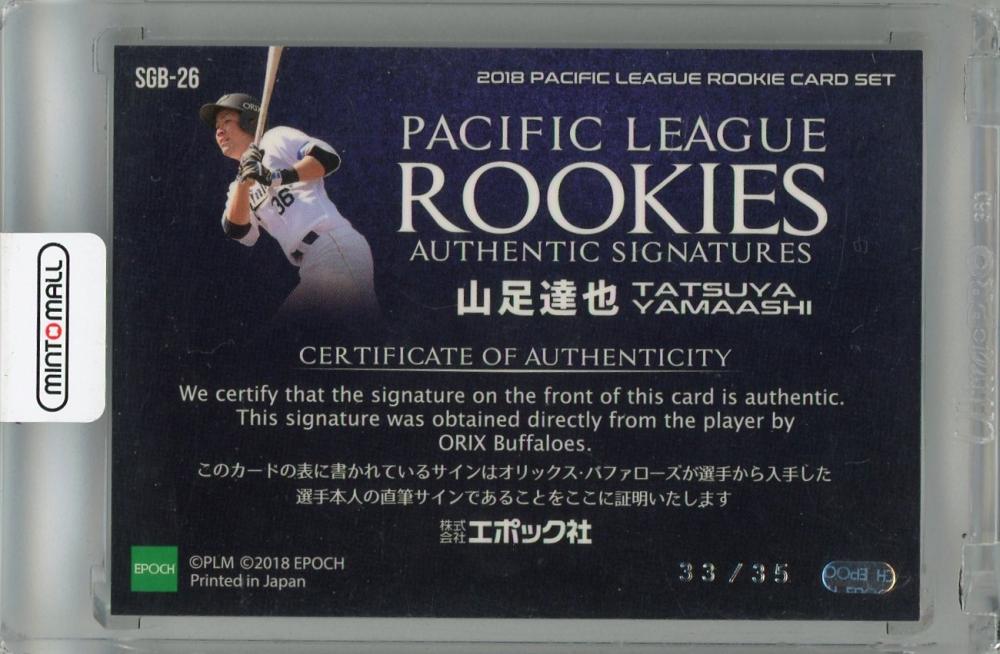 SGB-26
2018 PACIFIC LEAGUE ROOKIE CARD SET
PACIFIC LEAGUE
ROOKIES
AUTHENTIC SIGNATURES
山足達也 TATSUYA
YAMAASHI
CERTIFICATE OF AUTHENTICITY
We certify that the signature on the front of this card is authentic.
This signature was obtained directly from the player by
ORIX Buffaloes.
このカードの表に書かれているサインはオリックス・バファローズが選手から入手した
選手本人の直筆サインであることをここに証明いたします
株式会社エポック社
EPOCH
©PLM ©2018 EPOCH
Printed in Japan
33/35
EPOCH
MINTOMALL
36